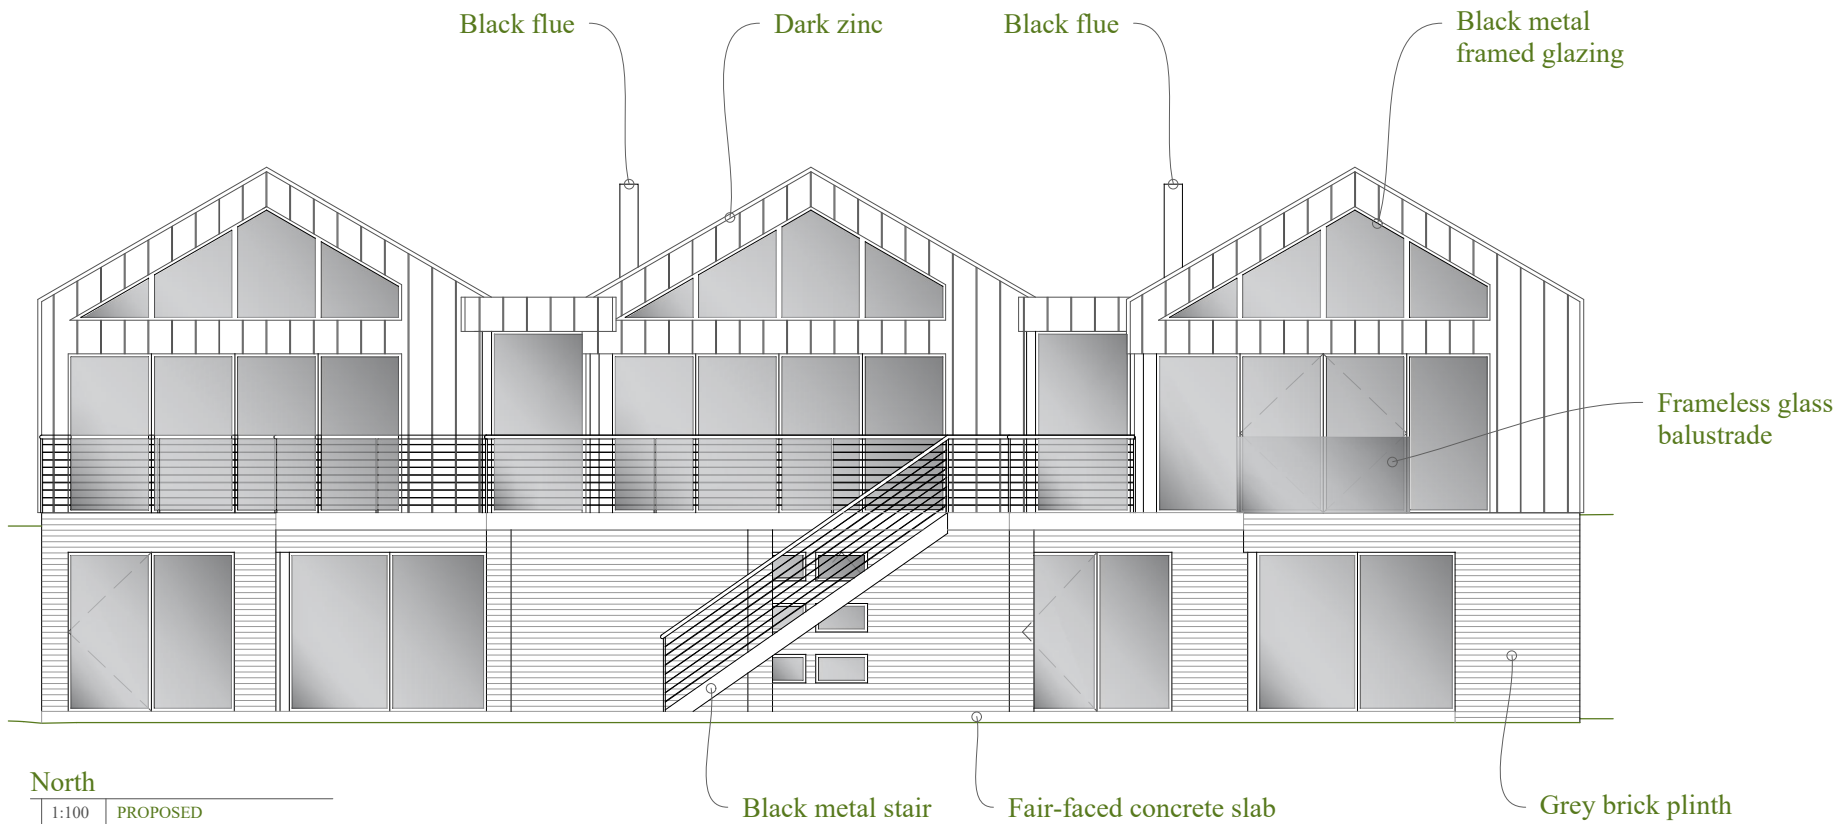 Black flue
Dark zinc
Black flue
Black metal
framed glazing
Frameless glass
balustrade
North
1:100 PROPOSED
Black metal stair
Fair-faced concrete slab
Grey brick plinth